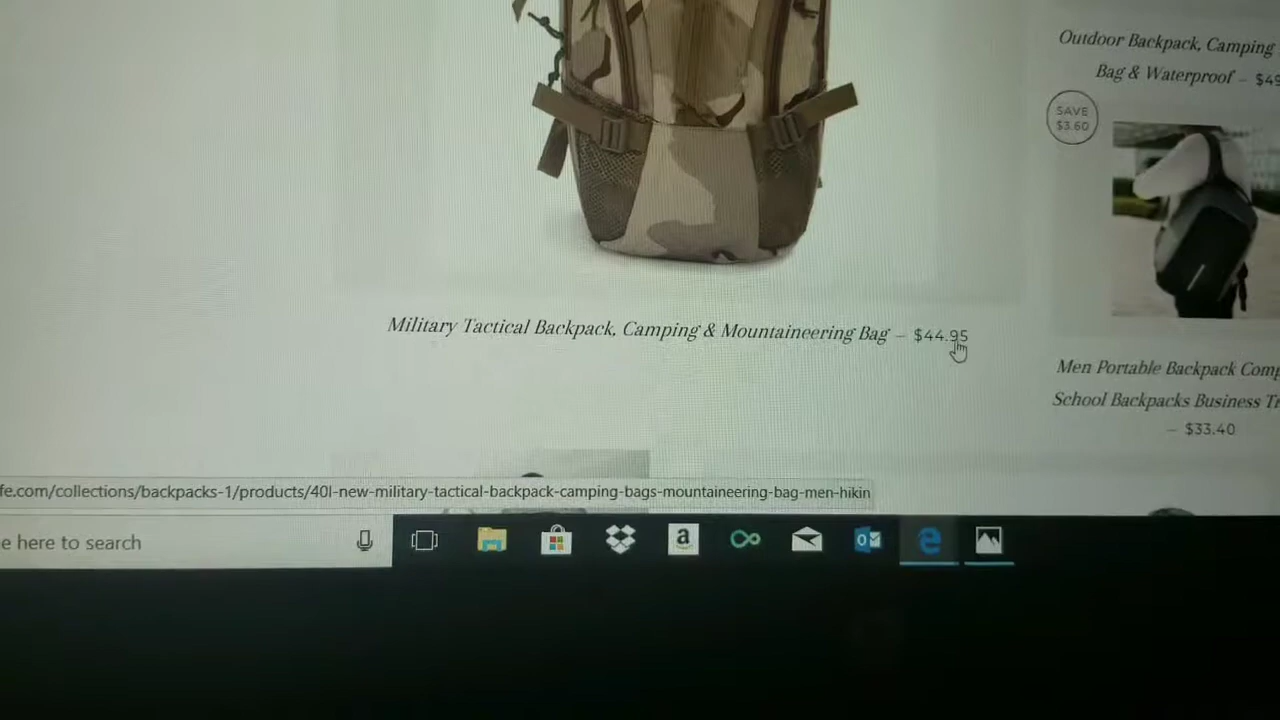 Outdoor Backpack, Camping
Bag & Waterproof – $49
SAVE
$3.60
Military Tactical Backpack, Camping & Mountaineering Bag – $44.95
Men Portable Backpack Comp
School Backpacks Business Tr
– $33.40
fe.com/collections/backpacks-1/products/40l-new-military-tactical-backpack-camping-bags-mountaineering-bag-men-hikin
e here to search
a